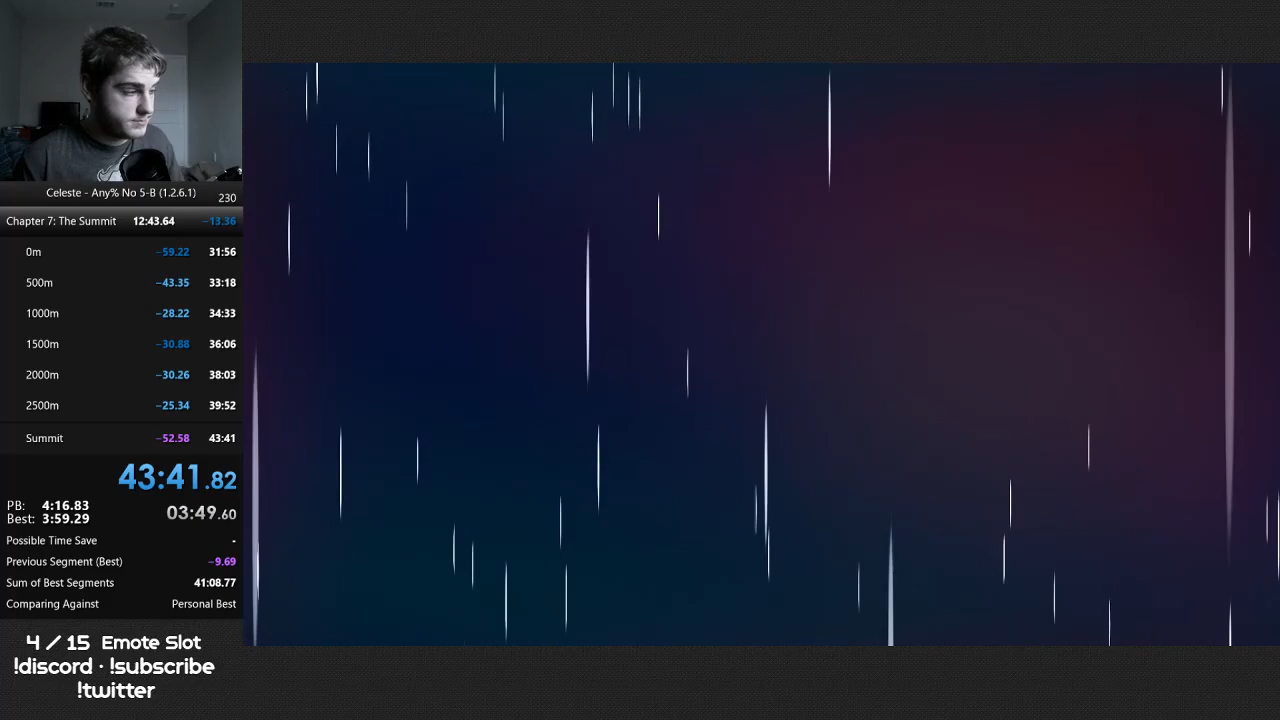 Celeste - Any% No 5-B (1.2.6.1) 230
Chapter 7: The Summit 12:43.64 -13.36
0m -59.22 31:56
500m -43.35 33:18
1000m -28.22 34:33
1500m -30.88 36:06
2000m -30.26 38:03
2500m -25.34 39:52
Summit -52.58 43:41
43:41.82
PB: 4:16.83
Best: 3:59.29
03:49.60
Possible Time Save -
Previous Segment (Best) -9.69
Sum of Best Segments 41:08.77
Comparing Against Personal Best
4 / 15 Emote Slot
!discord · !subscribe
!twitter